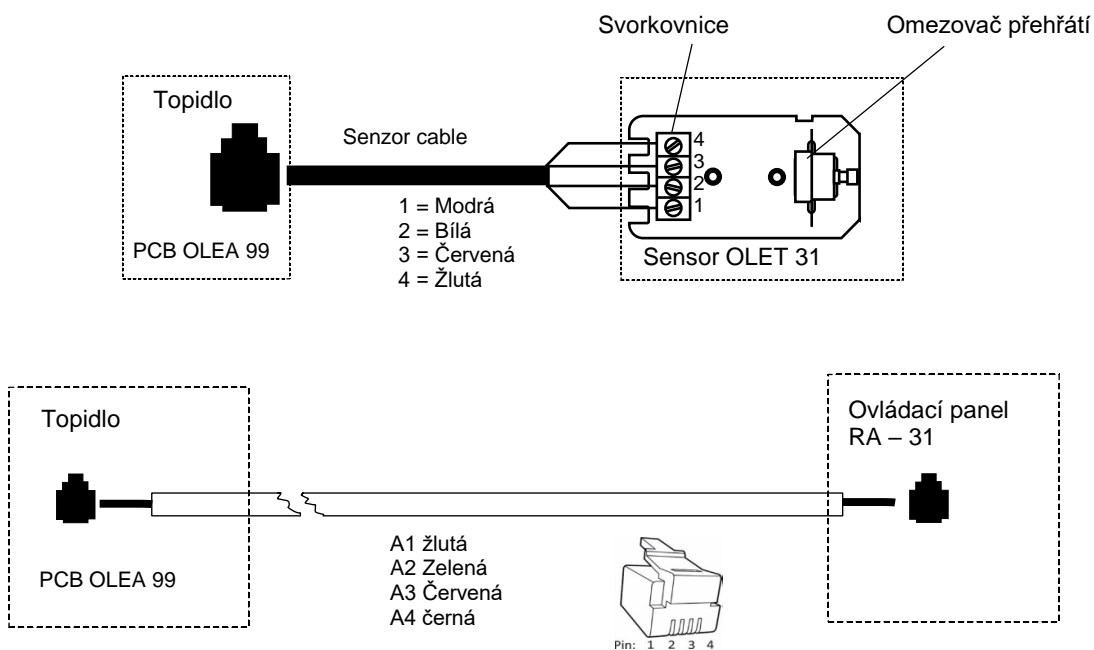 Svorkovnice
Omezovač přehřátí
Topidlo
Senzor cable
4
3
2
1
1 = Modrá
2 = Bílá
3 = Červená
4 = Žlutá
PCB OLEA 99
Sensor OLET 31
Topidlo
Ovládací panel
RA – 31
PCB OLEA 99
A1 žlutá
A2 Zelená
A3 Červená
A4 černá
Pin: 1 2 3 4